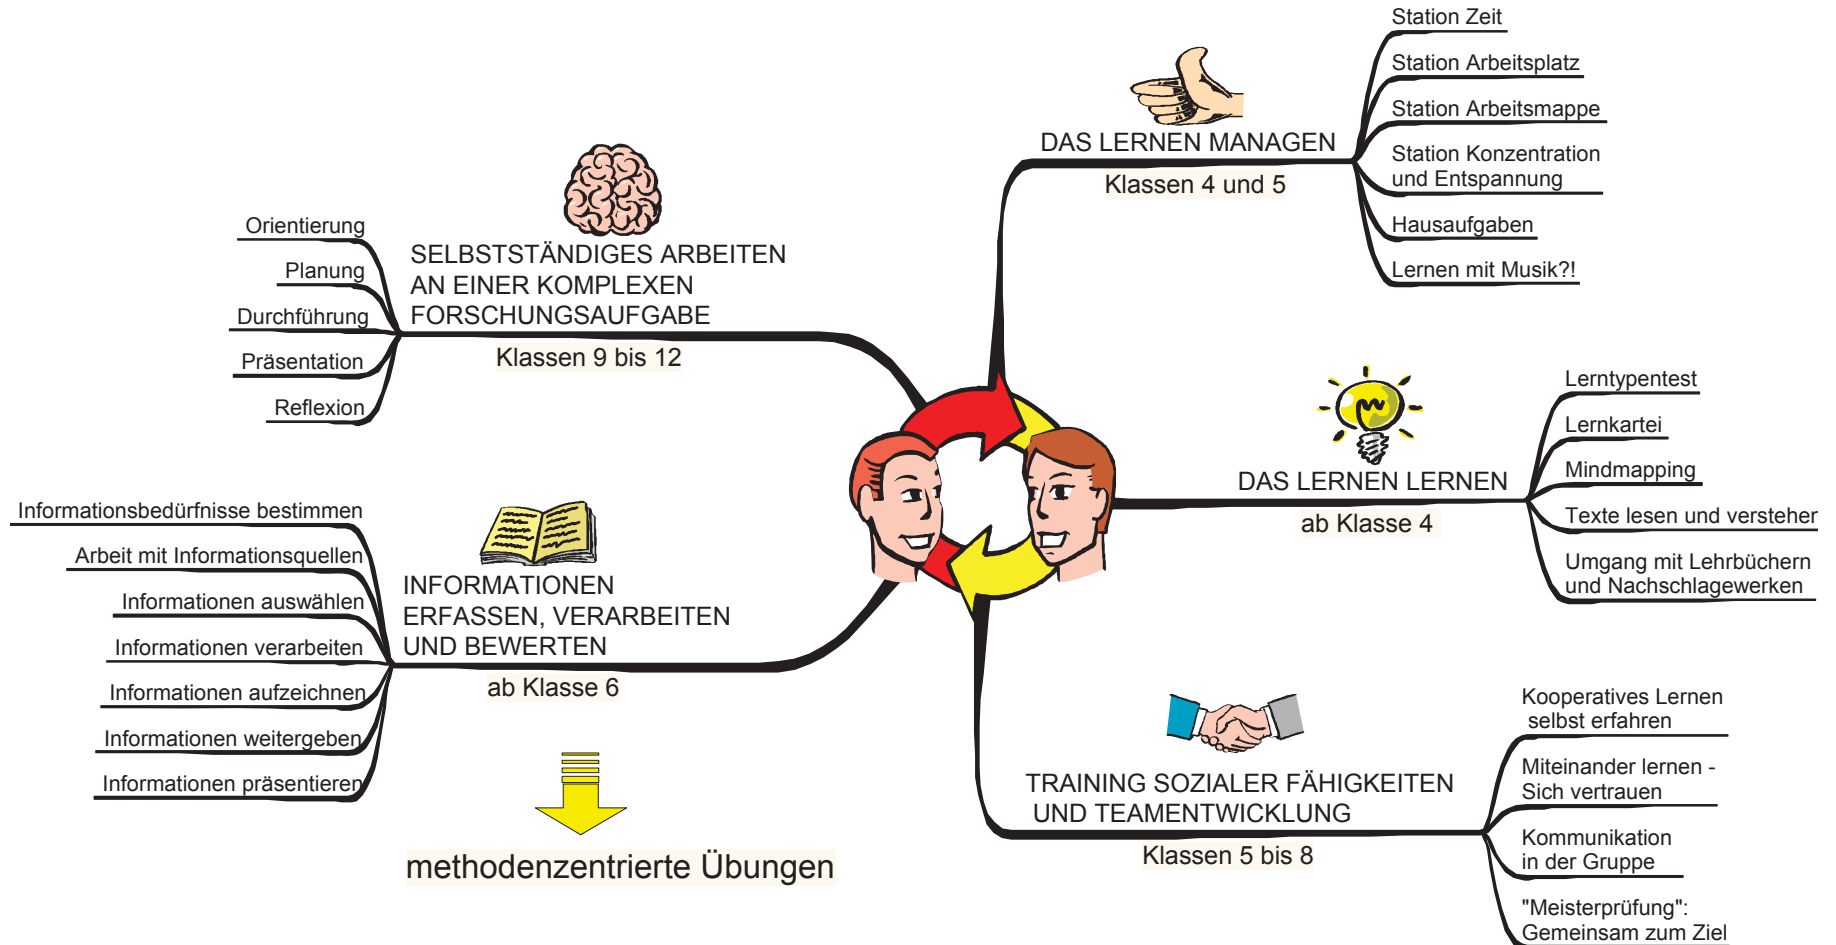 Station Zeit
Station Arbeitsplatz
Station Arbeitsmappe
Station Konzentration
und Entspannung
Hausaufgaben
Lernen mit Musik?!
DAS LERNEN MANAGEN
Klassen 4 und 5
Orientierung
Planung
Durchführung
Präsentation
Reflexion
SELBSTSTÄNDIGES ARBEITEN
AN EINER KOMPLEXEN
FORSCHUNGSAUFGABE
Klassen 9 bis 12
Lerntypentest
Lernkartei
Mindmapping
Texte lesen und verstehen
Umgang mit Lehrbüchern
und Nachschlagewerken
DAS LERNEN LERNEN
ab Klasse 4
Informationsbedürfnisse bestimmen
Arbeit mit Informationsquellen
Informationen auswählen
Informationen verarbeiten
Informationen aufzeichnen
Informationen weitergeben
Informationen präsentieren
INFORMATIONEN
ERFASSEN, VERARBEITEN
UND BEWERTEN
ab Klasse 6
methodenzentrierte Übungen
TRAINING SOZIALER FÄHIGKEITEN
UND TEAMENTWICKLUNG
Klassen 5 bis 8
Kooperatives Lernen
selbst erfahren
Miteinander lernen -
Sich vertrauen
Kommunikation
in der Gruppe
"Meisterprüfung":
Gemeinsam zum Ziel